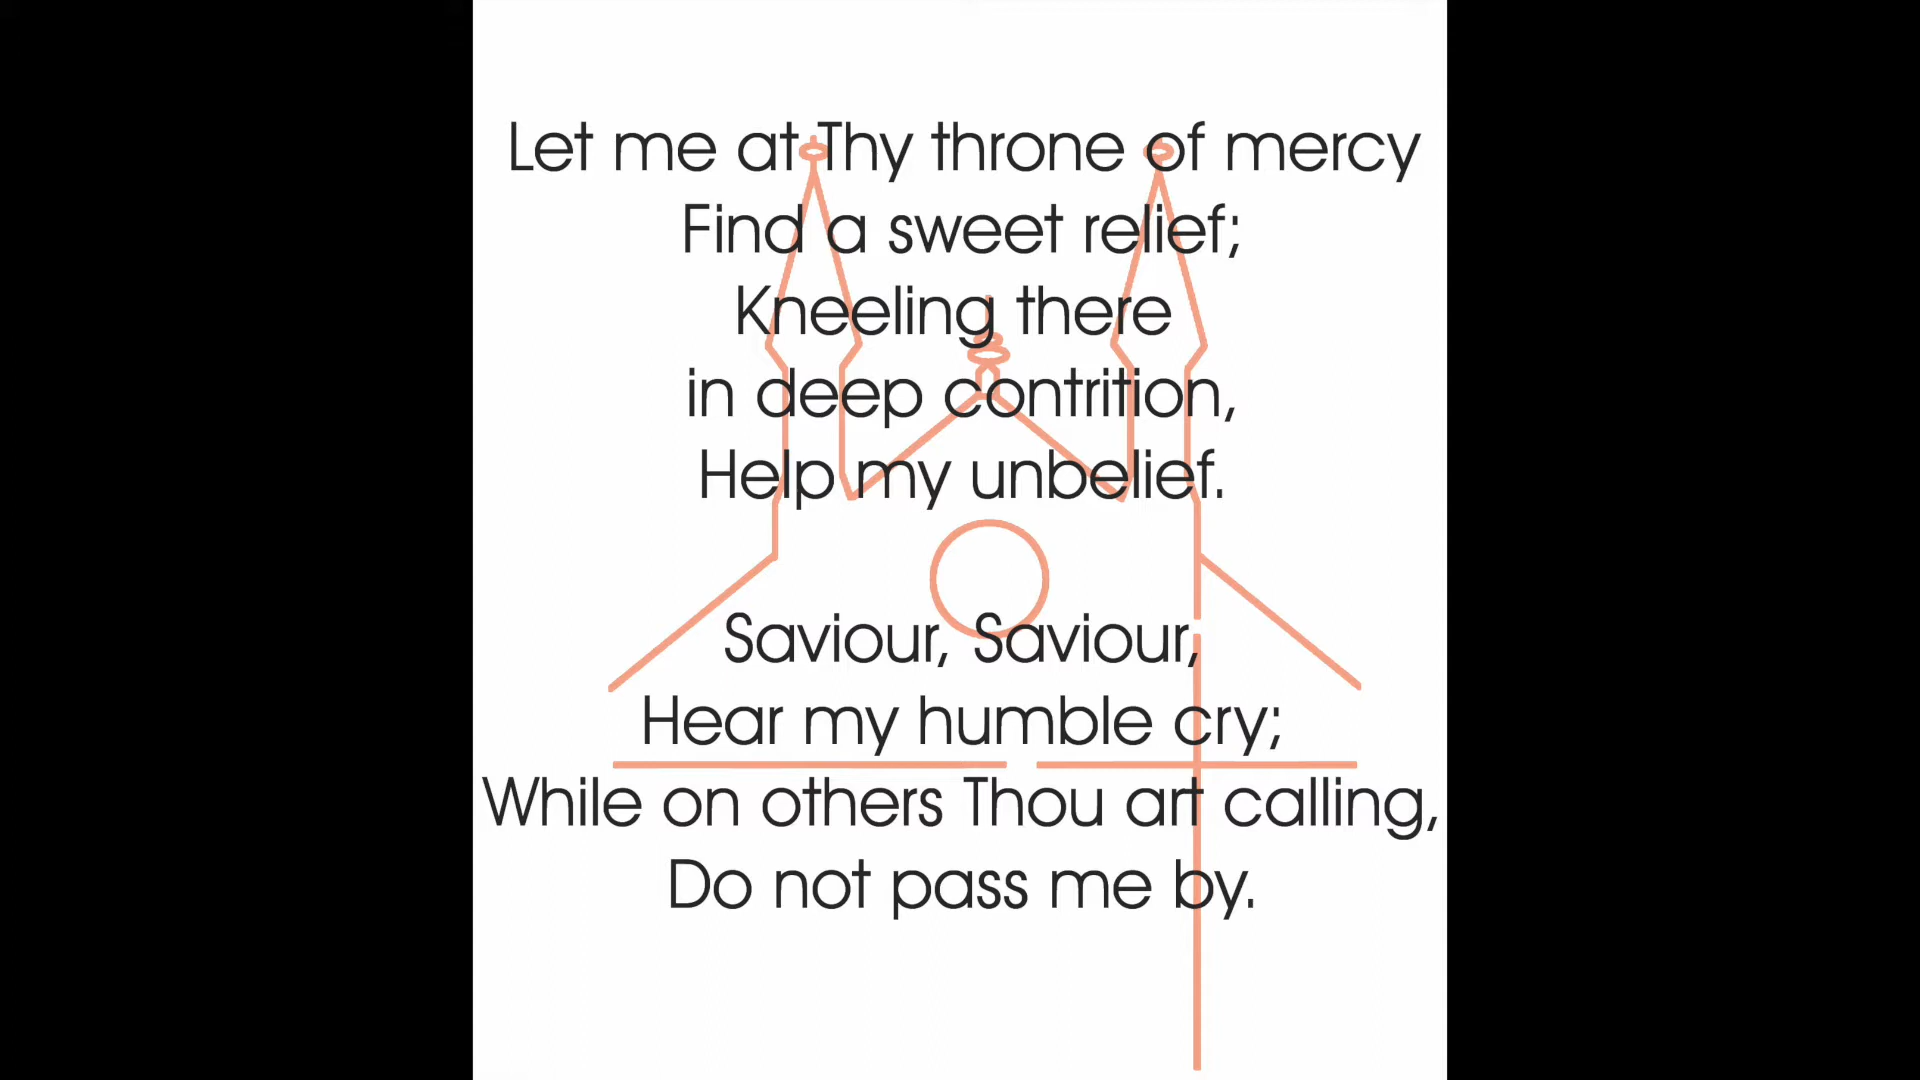 Let me at Thy throne of mercy
Find a sweet relief;
Kneeling there
in deep contrition,
Help my unbelief.
Saviour, Saviour,
Hear my humble cry;
While on others Thou art calling,
Do not pass me by.